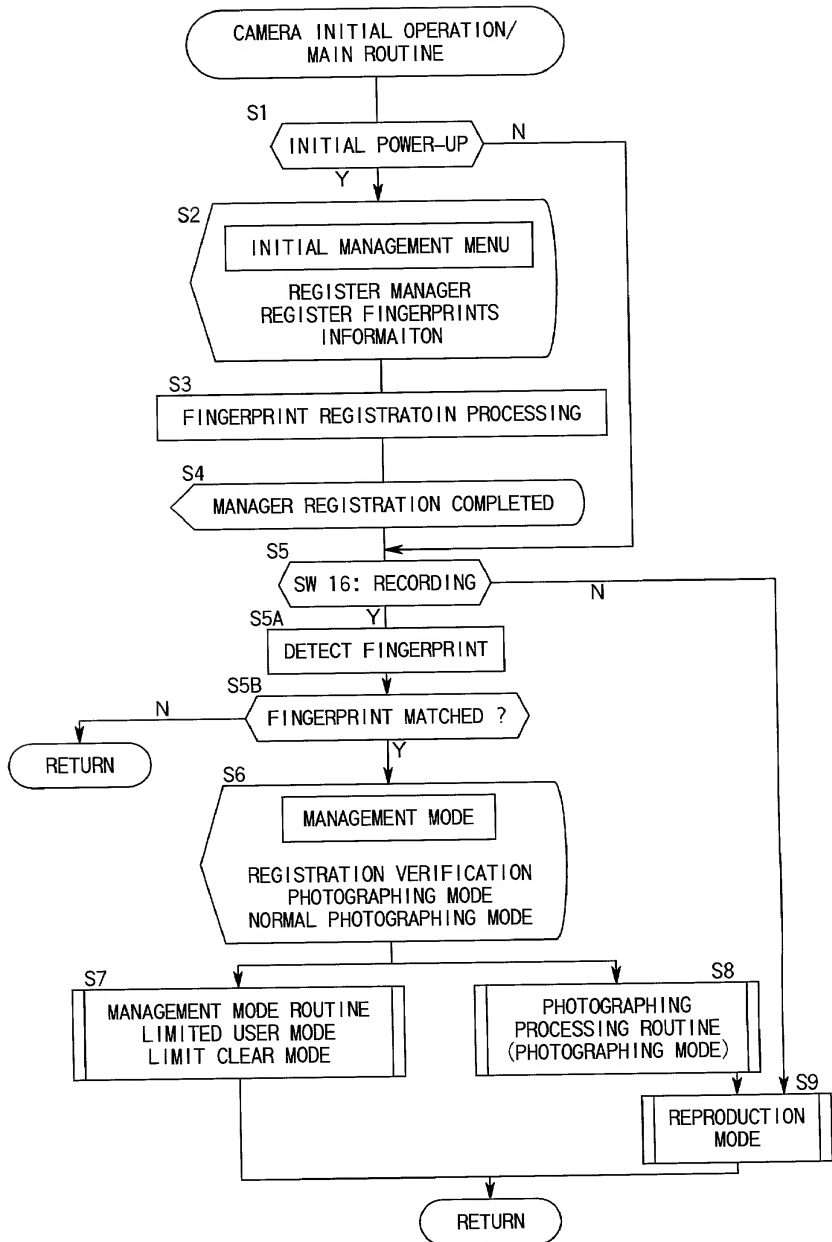 CAMERA INITIAL OPERATION/
MAIN ROUTINE
S1
INITIAL POWER-UP
N
Y
S2
INITIAL MANAGEMENT MENU
REGISTER MANAGER
REGISTER FINGERPRINTS
INFORMAITON
S3
FINGERPRINT REGISTRATOIN PROCESSING
S4
MANAGER REGISTRATION COMPLETED
S5
SW 16: RECORDING
N
Y
S5A
DETECT FINGERPRINT
S5B
FINGERPRINT MATCHED ?
N
Y
RETURN
S6
MANAGEMENT MODE
REGISTRATION VERIFICATION
PHOTOGRAPHING MODE
NORMAL PHOTOGRAPHING MODE
S7
MANAGEMENT MODE ROUTINE
LIMITED USER MODE
LIMIT CLEAR MODE
S8
PHOTOGRAPHING
PROCESSING ROUTINE
(PHOTOGRAPHING MODE)
S9
REPRODUCTION
MODE
RETURN